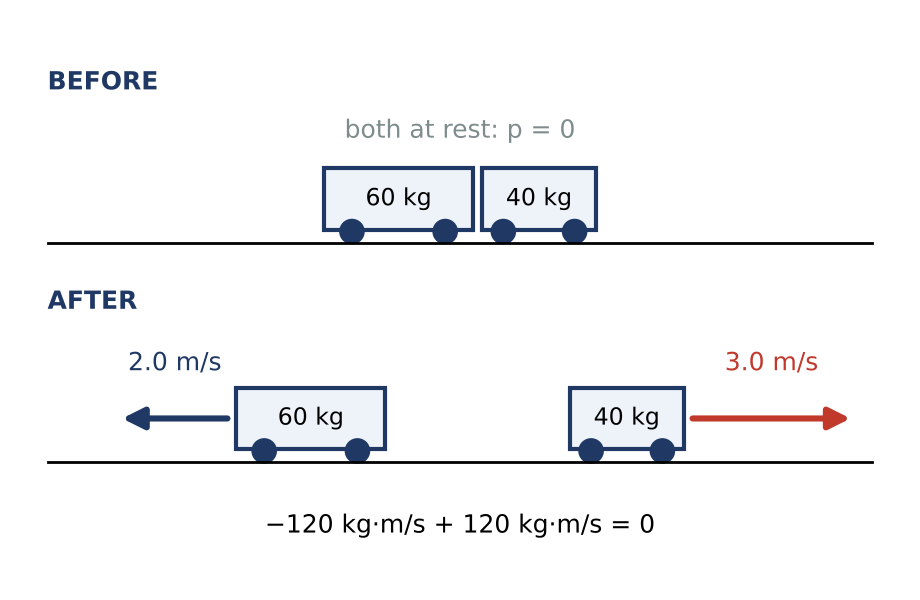 BEFORE
both at rest: p = 0
60 kg
40 kg
AFTER
2.0 m/s
3.0 m/s
60 kg
40 kg
−120 kg·m/s + 120 kg·m/s = 0